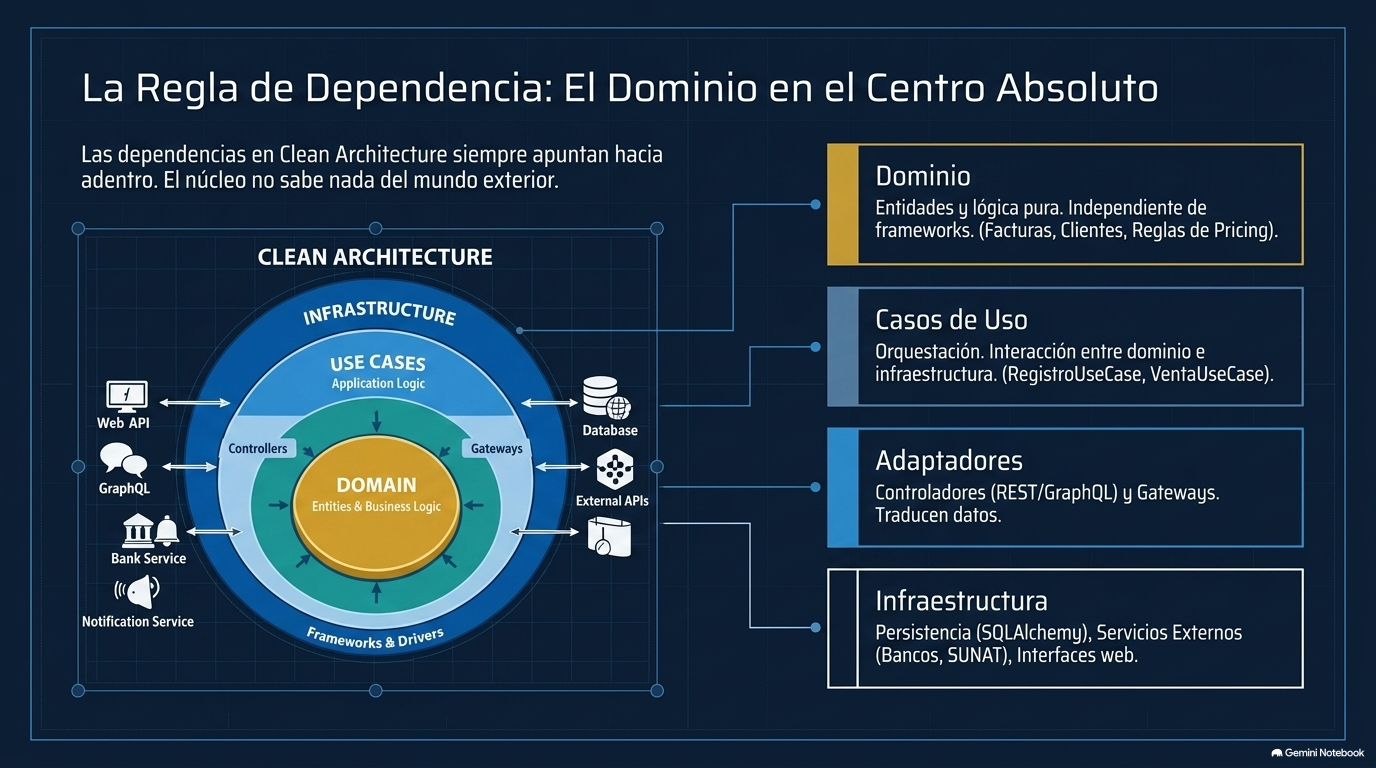 La Regla de Dependencia: El Dominio en el Centro Absoluto
Las dependencias en Clean Architecture siempre apuntan hacia
adentro. El núcleo no sabe nada del mundo exterior.
CLEAN ARCHITECTURE
INFRASTRUCTURE
USE CASES
Application Logic
Controllers
Gateways
DOMAIN
Entities & Business Logic
Frameworks & Drivers
Web API
GraphQL
Bank Service
Notification Service
Database
External APIs
Dominio
Entidades y lógica pura. Independiente de
frameworks. (Facturas, Clientes, Reglas de Pricing).
Casos de Uso
Orquestación. Interacción entre dominio e
infraestructura. (RegistroUseCase, VentaUseCase).
Adaptadores
Controladores (REST/GraphQL) y Gateways.
Traducen datos.
Infraestructura
Persistencia (SQLAlchemy), Servicios Externos
(Bancos, SUNAT), Interfaces web.
Gemini Notebook